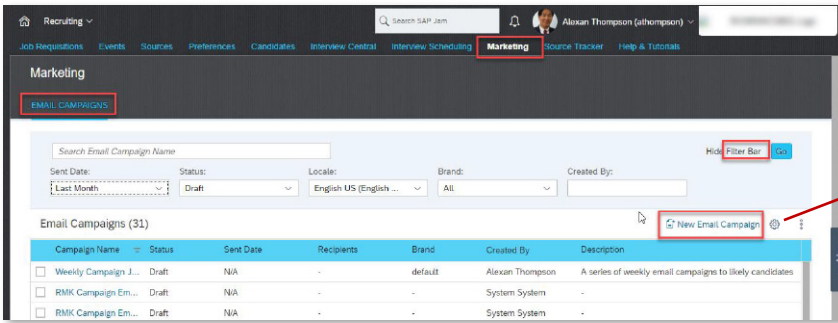 Recruiting
Search SAP Jam
Alexan Thompson (athompson)
Job Requisitions Events Sources Preferences Candidates Interview Central Interview Scheduling Marketing Source Tracker Help & Tutorials
Marketing
EMAIL CAMPAIGNS
Search Email Campaign Name
Hide Filter Bar Go
Sent Date: Status: Locale: Brand: Created By:
Last Month Draft English US (English ... All
Email Campaigns (31)
New Email Campaign
Campaign Name Status Sent Date Recipients Brand Created By Description
Weekly Campaign J... Draft N/A - default Alexan Thompson A series of weekly email campaigns to likely candidates
RMK Campaign Em... Draft N/A - - System System -
RMK Campaign Em... Draft N/A - - System System -